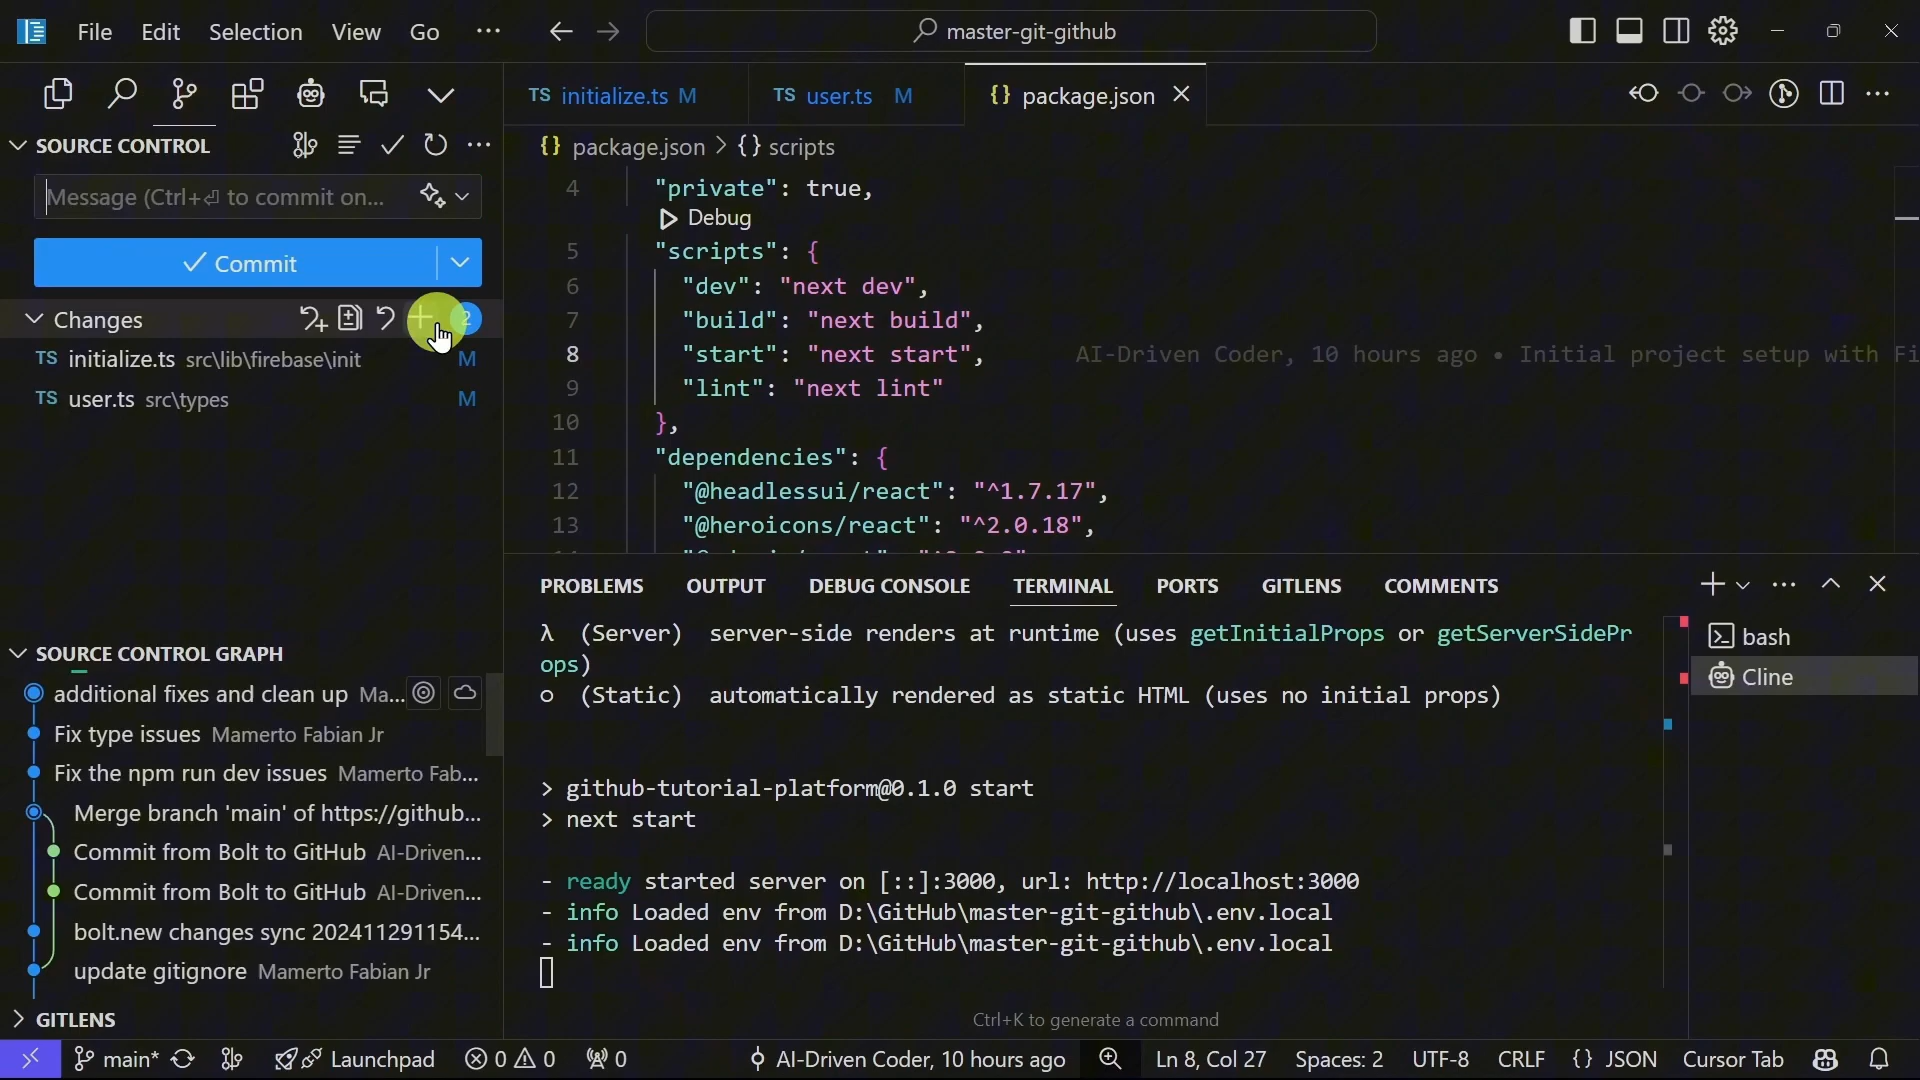 File Edit Selection View Go ···
master-git-github
SOURCE CONTROL
Message (Ctrl+⏎ to commit on...
Commit
Changes 2
TS initialize.ts src\lib\firebase\init M
TS user.ts src\types M
SOURCE CONTROL GRAPH
additional fixes and clean up Ma...
Fix type issues Mamerto Fabian Jr
Fix the npm run dev issues Mamerto Fab...
Merge branch 'main' of https://github...
Commit from Bolt to GitHub AI-Driven...
Commit from Bolt to GitHub AI-Driven...
bolt.new changes sync 202411291154...
update gitignore Mamerto Fabian Jr
GITLENS
TS initialize.ts M TS user.ts M {} package.json
{} package.json > {} scripts
4 "private": true,
Debug
5 "scripts": {
6 "dev": "next dev",
7 "build": "next build",
8 "start": "next start", AI-Driven Coder, 10 hours ago • Initial project setup with Fi
9 "lint": "next lint"
10 },
11 "dependencies": {
12 "@headlessui/react": "^1.7.17",
13 "@heroicons/react": "^2.0.18",
PROBLEMS OUTPUT DEBUG CONSOLE TERMINAL PORTS GITLENS COMMENTS
λ (Server) server-side renders at runtime (uses getInitialProps or getServerSidePr
ops)
○ (Static) automatically rendered as static HTML (uses no initial props)
> github-tutorial-platform@0.1.0 start
> next start
- ready started server on [::]:3000, url: http://localhost:3000
- info Loaded env from D:\GitHub\master-git-github\.env.local
- info Loaded env from D:\GitHub\master-git-github\.env.local
Ctrl+K to generate a command
bash
Cline
main* Launchpad 0 0 0 AI-Driven Coder, 10 hours ago Ln 8, Col 27 Spaces: 2 UTF-8 CRLF {} JSON Cursor Tab